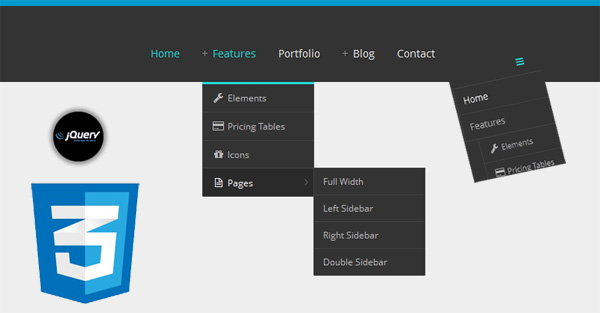 Home + Features Portfolio + Blog Contact
Elements
Pricing Tables
Icons
Pages
Full Width
Left Sidebar
Right Sidebar
Double Sidebar
Home
Features
Elements
Pricing Tables
jQuery
3